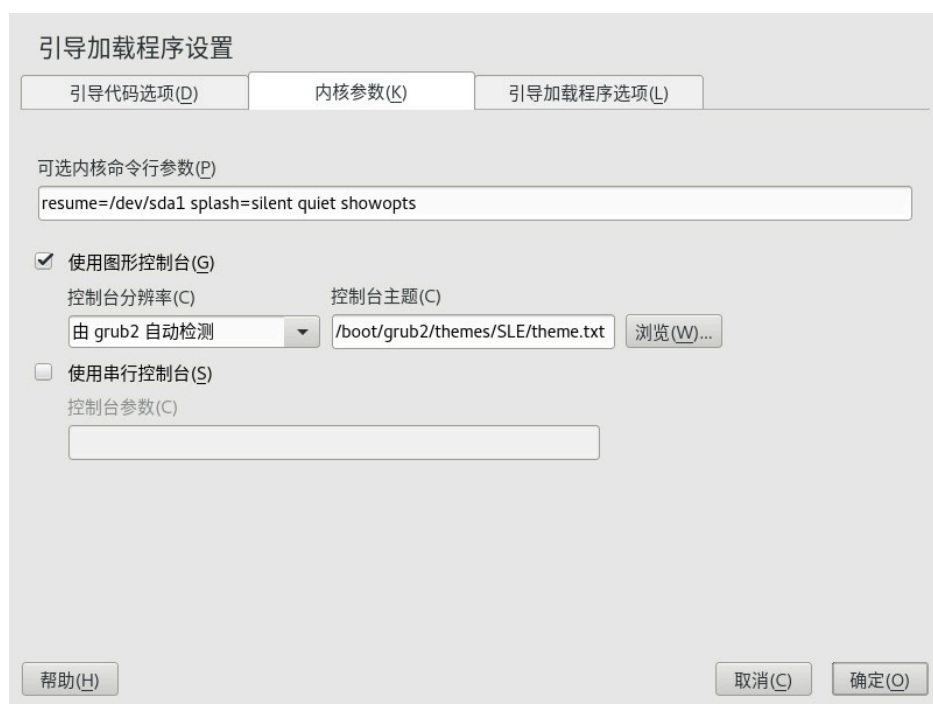 引导加载程序设置
引导代码选项(D) 内核参数(K) 引导加载程序选项(L)
可选内核命令行参数(P)
resume=/dev/sda1 splash=silent quiet showopts
使用图形控制台(G)
控制台分辨率(C) 控制台主题(C)
由 grub2 自动检测 /boot/grub2/themes/SLE/theme.txt 浏览(W)...
使用串行控制台(S)
控制台参数(C)
帮助(H) 取消(C) 确定(O)